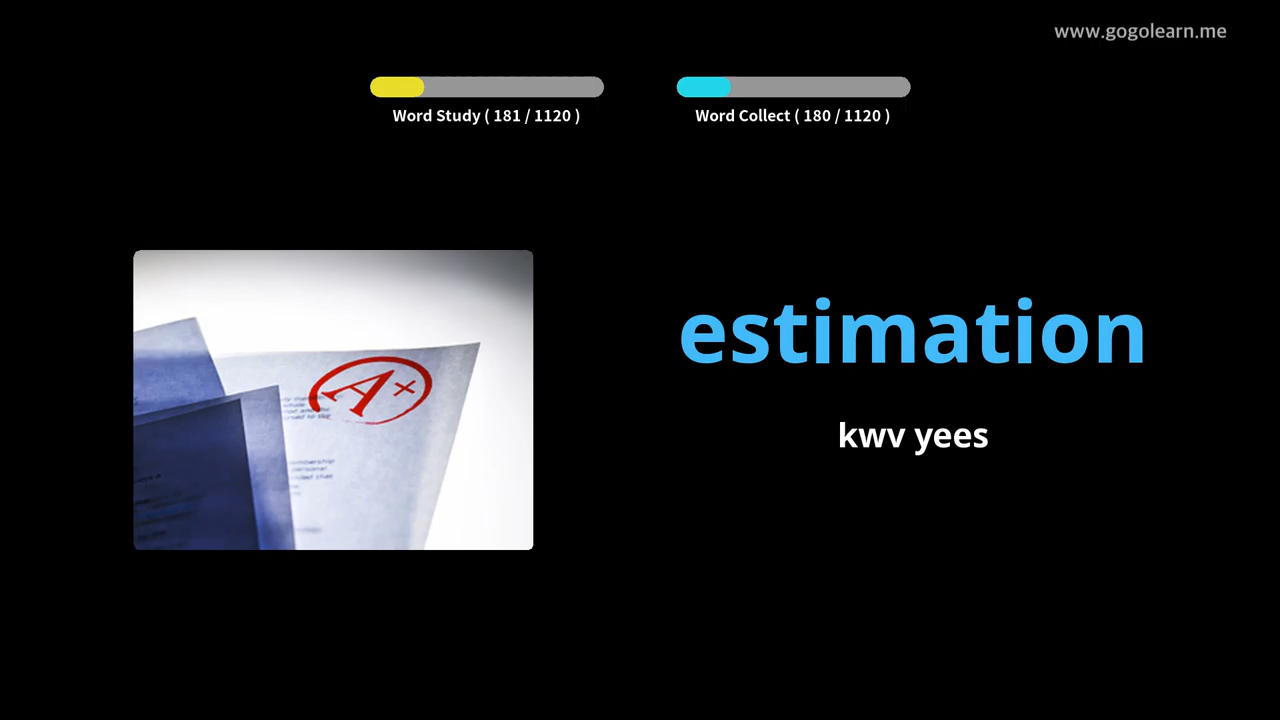 www.gogolearn.me
Word Study ( 181 / 1120 )
Word Collect ( 180 / 1120 )
A+
estimation
kwv yees